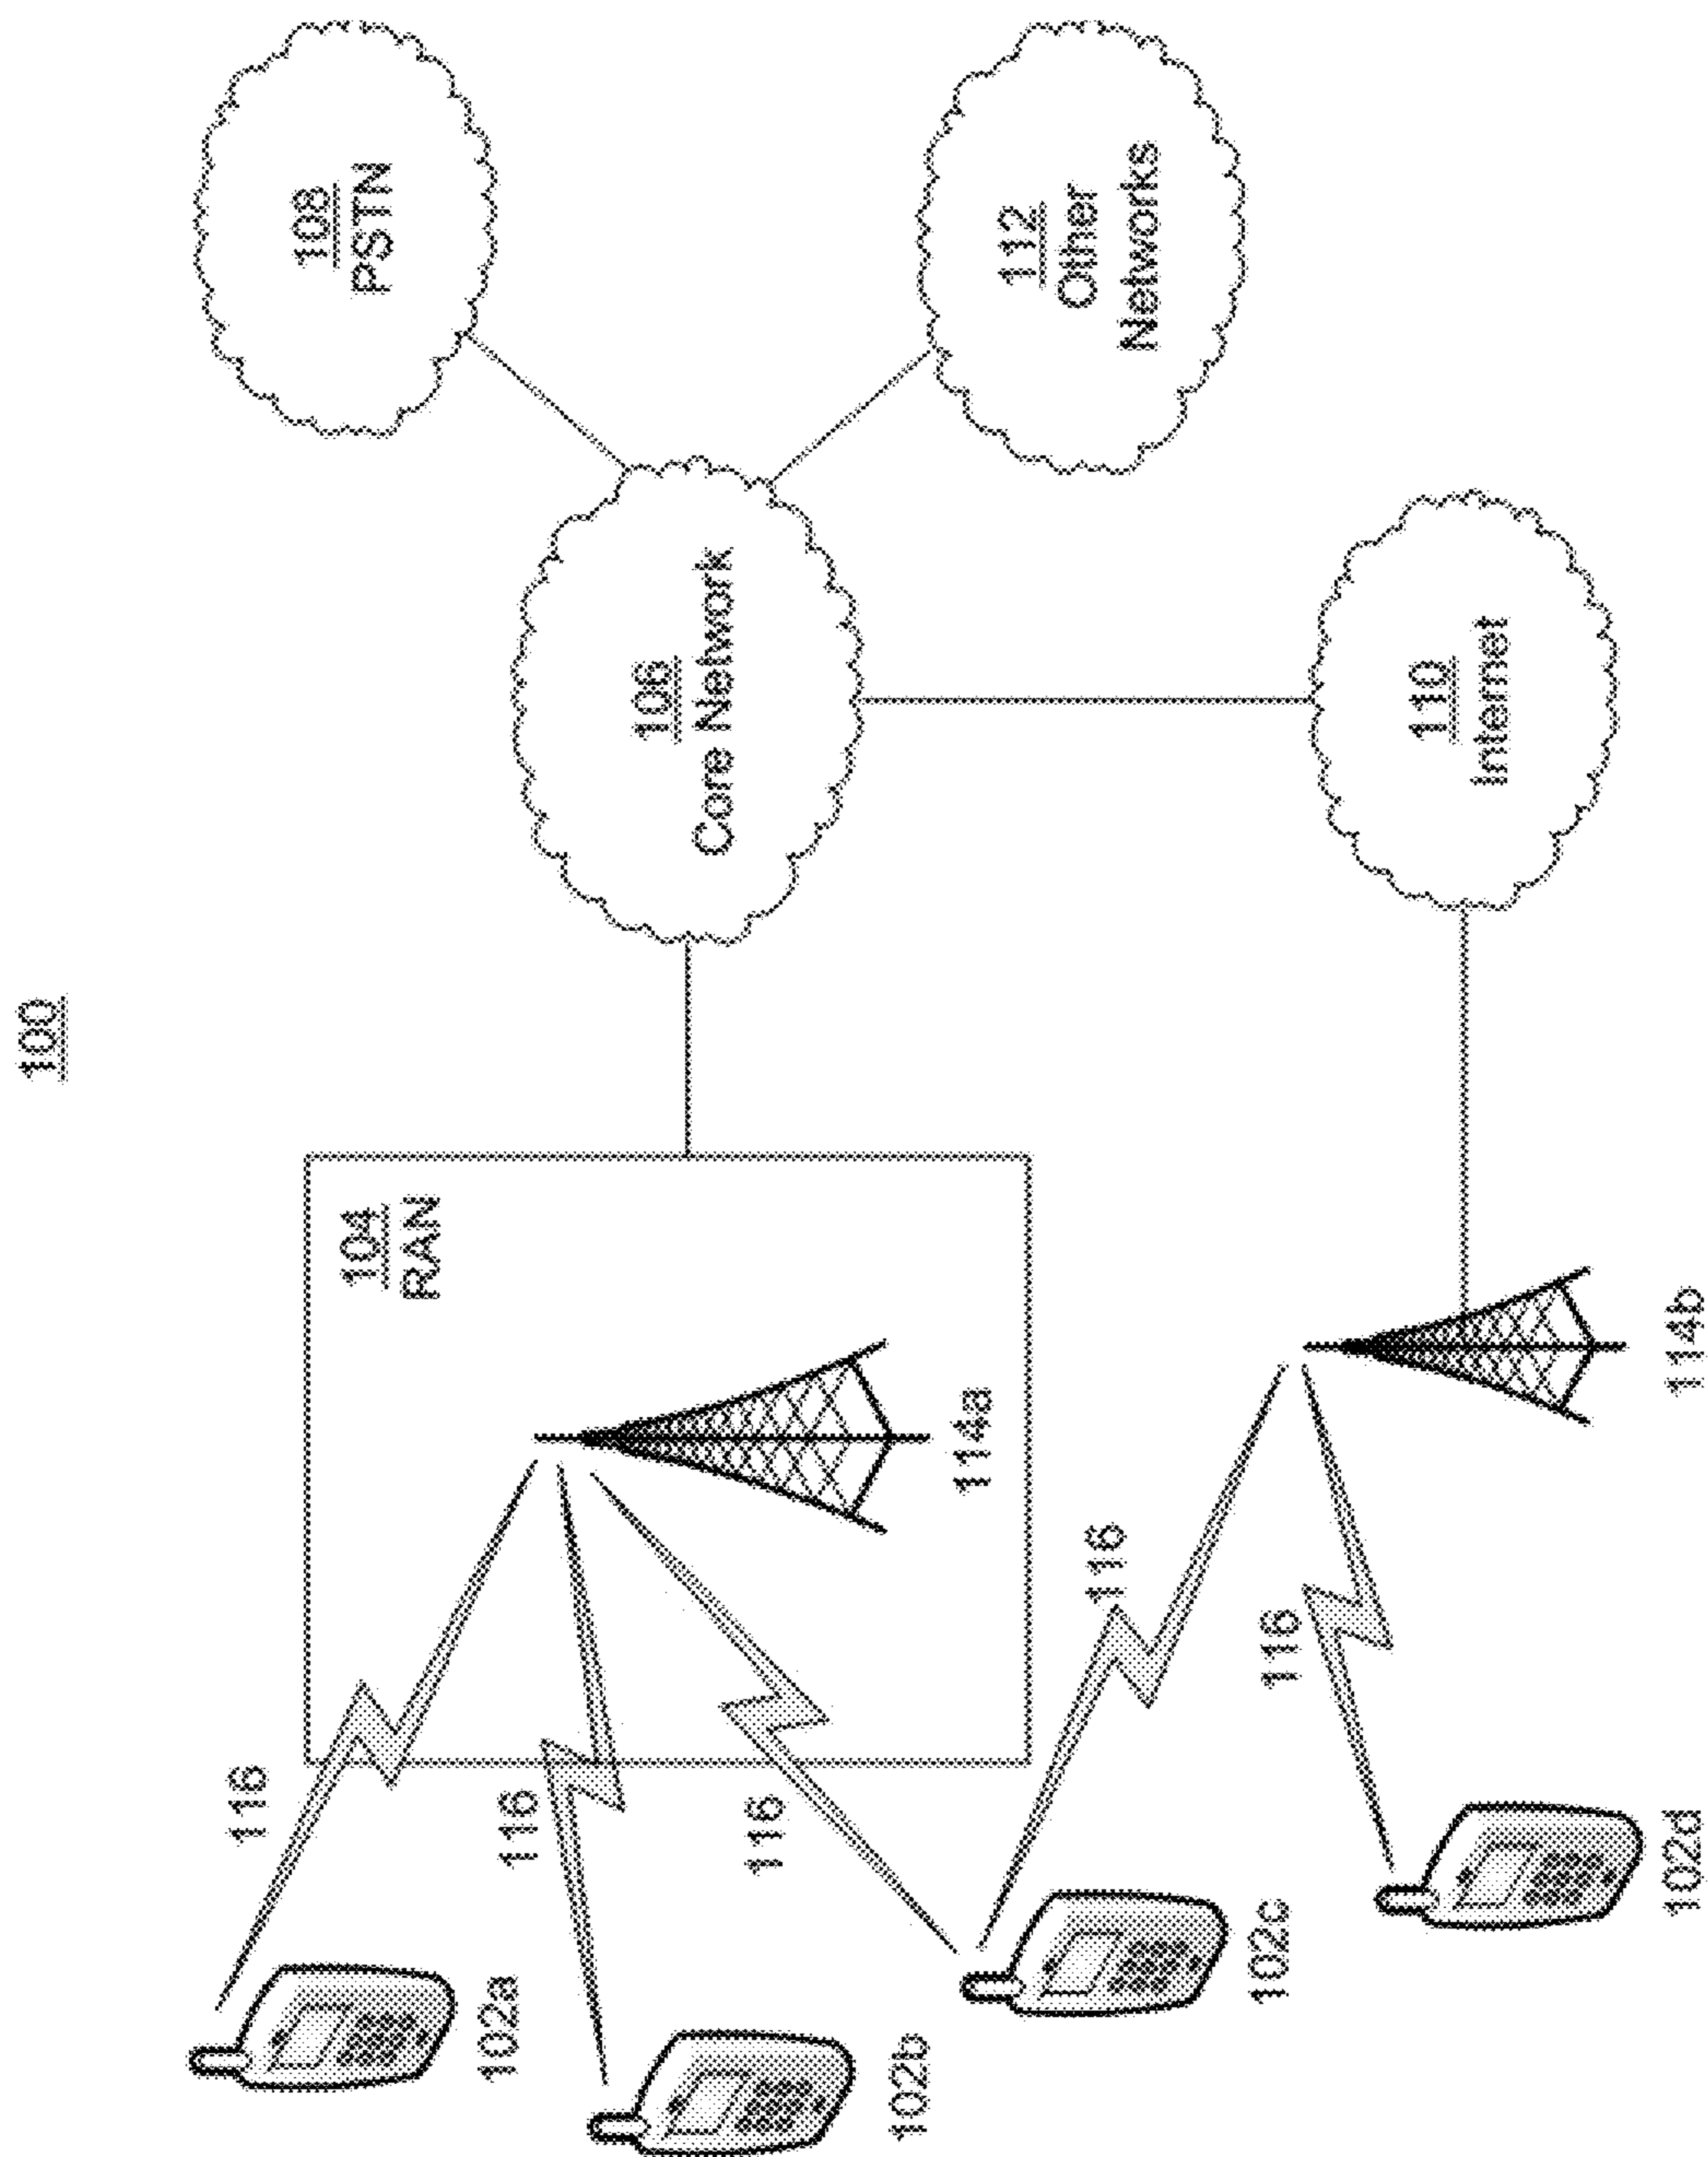 100
108
PSTN
106
Core Network
112
Other
Networks
104
RAN
114a
116
116
116
102a
102b
102c
116
116
110
Internet
114b
102d